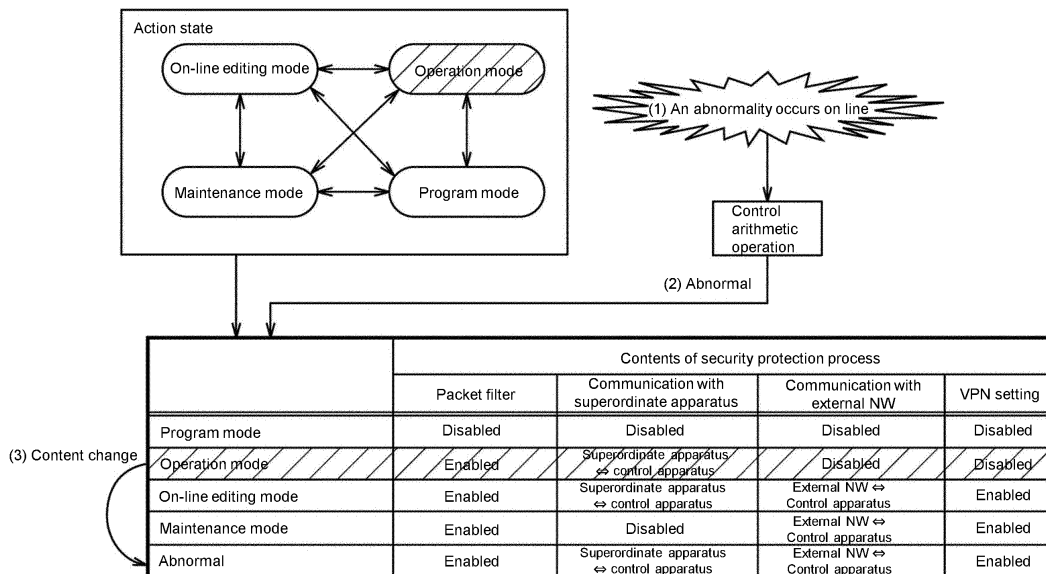 Action state
On-line editing mode
Operation mode
Maintenance mode
Program mode
(1) An abnormality occurs on line
Control
arithmetic
operation
(2) Abnormal
(3) Content change
Contents of security protection process
Packet filter
Communication with
superordinate apparatus
Communication with
external NW
VPN setting
Program mode
Disabled
Disabled
Disabled
Disabled
Operation mode
Enabled
Superordinate apparatus
⇔ control apparatus
Disabled
Disabled
On-line editing mode
Enabled
Superordinate apparatus
⇔ control apparatus
External NW ⇔
Control apparatus
Enabled
Maintenance mode
Enabled
Disabled
External NW ⇔
Control apparatus
Enabled
Abnormal
Enabled
Superordinate apparatus
⇔ control apparatus
External NW ⇔
Control apparatus
Enabled